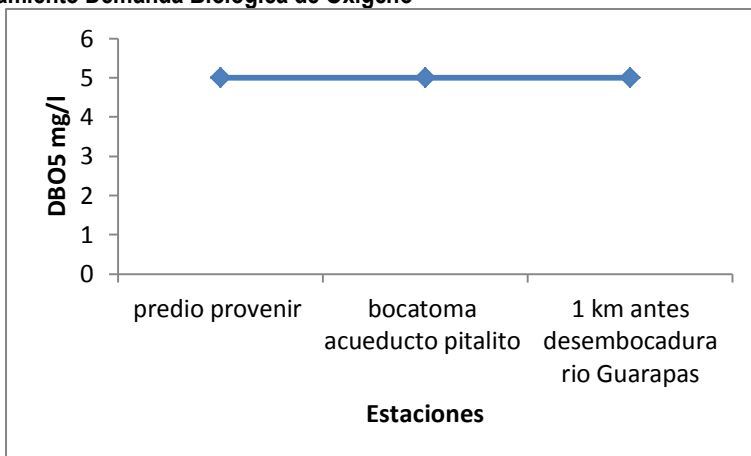 Demanda Biológica de Oxígeno
6
5
4
3
2
1
0
DBO5 mg/l
predio provenir
bocatoma
acueducto pitalito
1 km antes
desembocadura
rio Guarapas
Estaciones